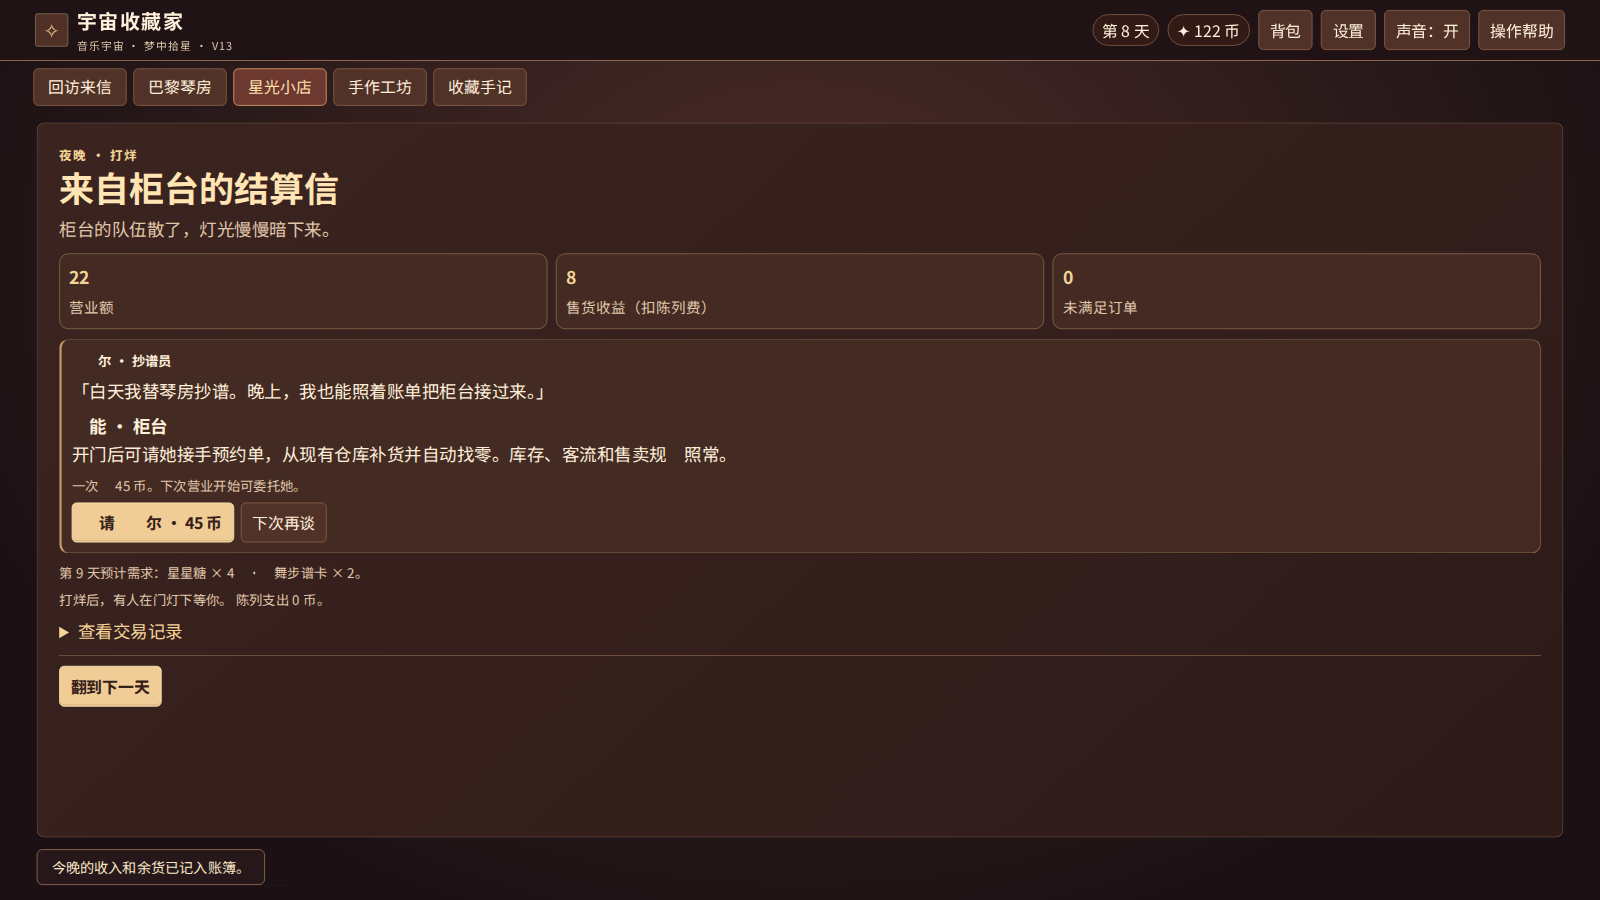 宇宙收藏家
音乐宇宙 · 梦中拾星 · V13
第 8 天
✦ 122 币
背包
设置
声音：开
操作帮助
回访来信
巴黎琴房
星光小店
手作工坊
收藏手记
夜晚 · 打烊
来自柜台的结算信
柜台的队伍散了，灯光慢慢暗下来。
22
营业额
8
售货收益（扣陈列费）
0
未满足订单
尔 · 抄谱员
「白天我替琴房抄谱。晚上，我也能照着账单把柜台接过来。」
能 · 柜台
开门后可请她接手预约单，从现有仓库补货并自动找零。库存、客流和售卖规 照常。
一次 45 币。下次营业开始可委托她。
请 尔 · 45 币
下次再谈
第 9 天预计需求：星星糖 × 4 · 舞步谱卡 × 2。
打烊后，有人在门灯下等你。 陈列支出 0 币。
▶ 查看交易记录
翻到下一天
今晚的收入和余货已记入账簿。